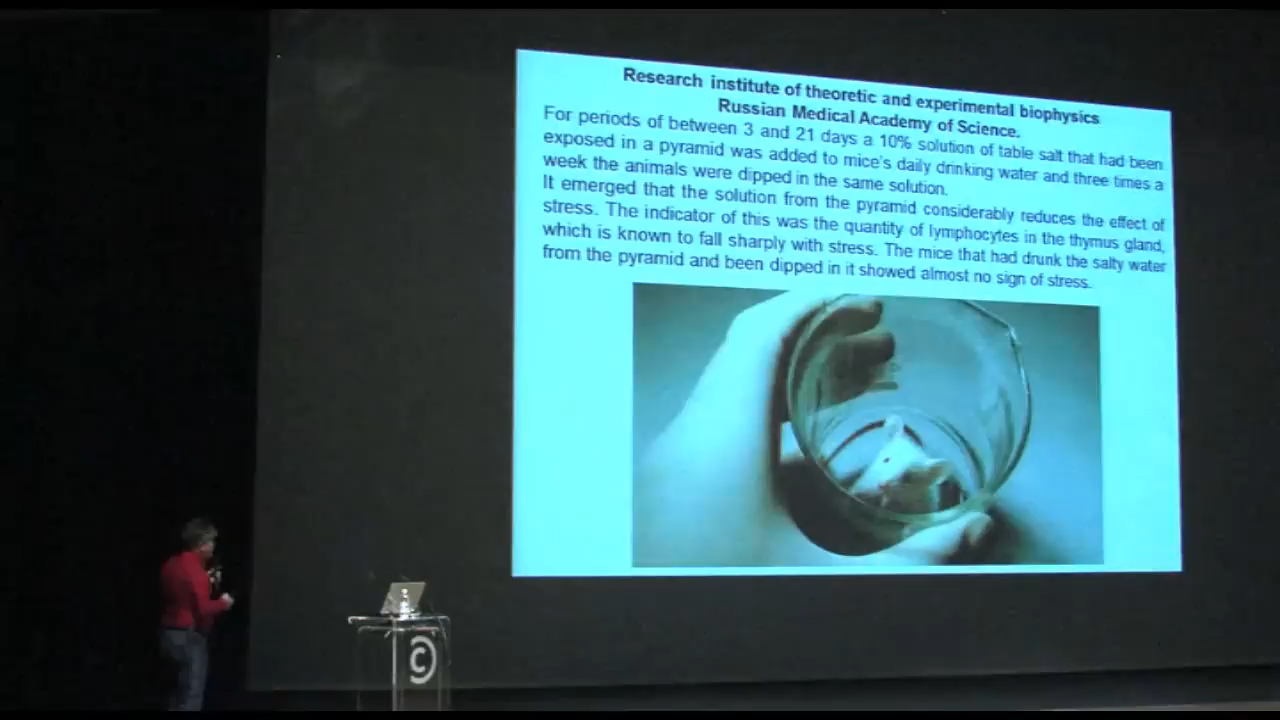 Research institute of theoretic and experimental biophysics
Russian Medical Academy of Science.
For periods of between 3 and 21 days a 10% solution of table salt that had been
exposed in a pyramid was added to mice's daily drinking water and three times a
week the animals were dipped in the same solution.
It emerged that the solution from the pyramid considerably reduces the effect of
stress. The indicator of this was the quantity of lymphocytes in the thymus gland,
which is known to fall sharply with stress. The mice that had drunk the salty water
from the pyramid and been dipped in it showed almost no sign of stress.
©